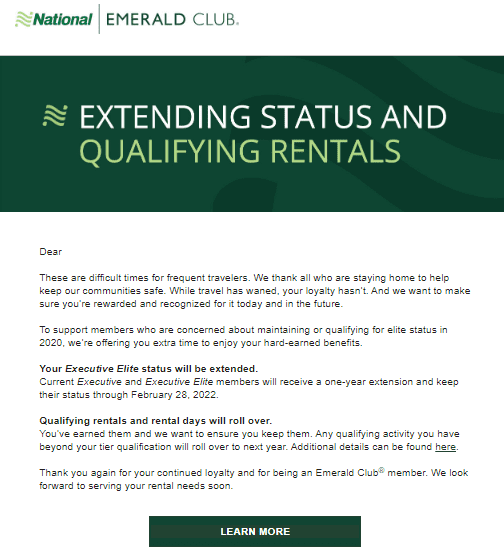 National EMERALD CLUB®
EXTENDING STATUS AND
QUALIFYING RENTALS
Dear
These are difficult times for frequent travelers. We thank all who are staying home to help
keep our communities safe. While travel has waned, your loyalty hasn't. And we want to make
sure you're rewarded and recognized for it today and in the future.
To support members who are concerned about maintaining or qualifying for elite status in
2020, we're offering you extra time to enjoy your hard-earned benefits.
Your Executive Elite status will be extended.
Current Executive and Executive Elite members will receive a one-year extension and keep
their status through February 28, 2022.
Qualifying rentals and rental days will roll over.
You've earned them and we want to ensure you keep them. Any qualifying activity you have
beyond your tier qualification will roll over to next year. Additional details can be found here.
Thank you again for your continued loyalty and for being an Emerald Club® member. We look
forward to serving your rental needs soon.
LEARN MORE